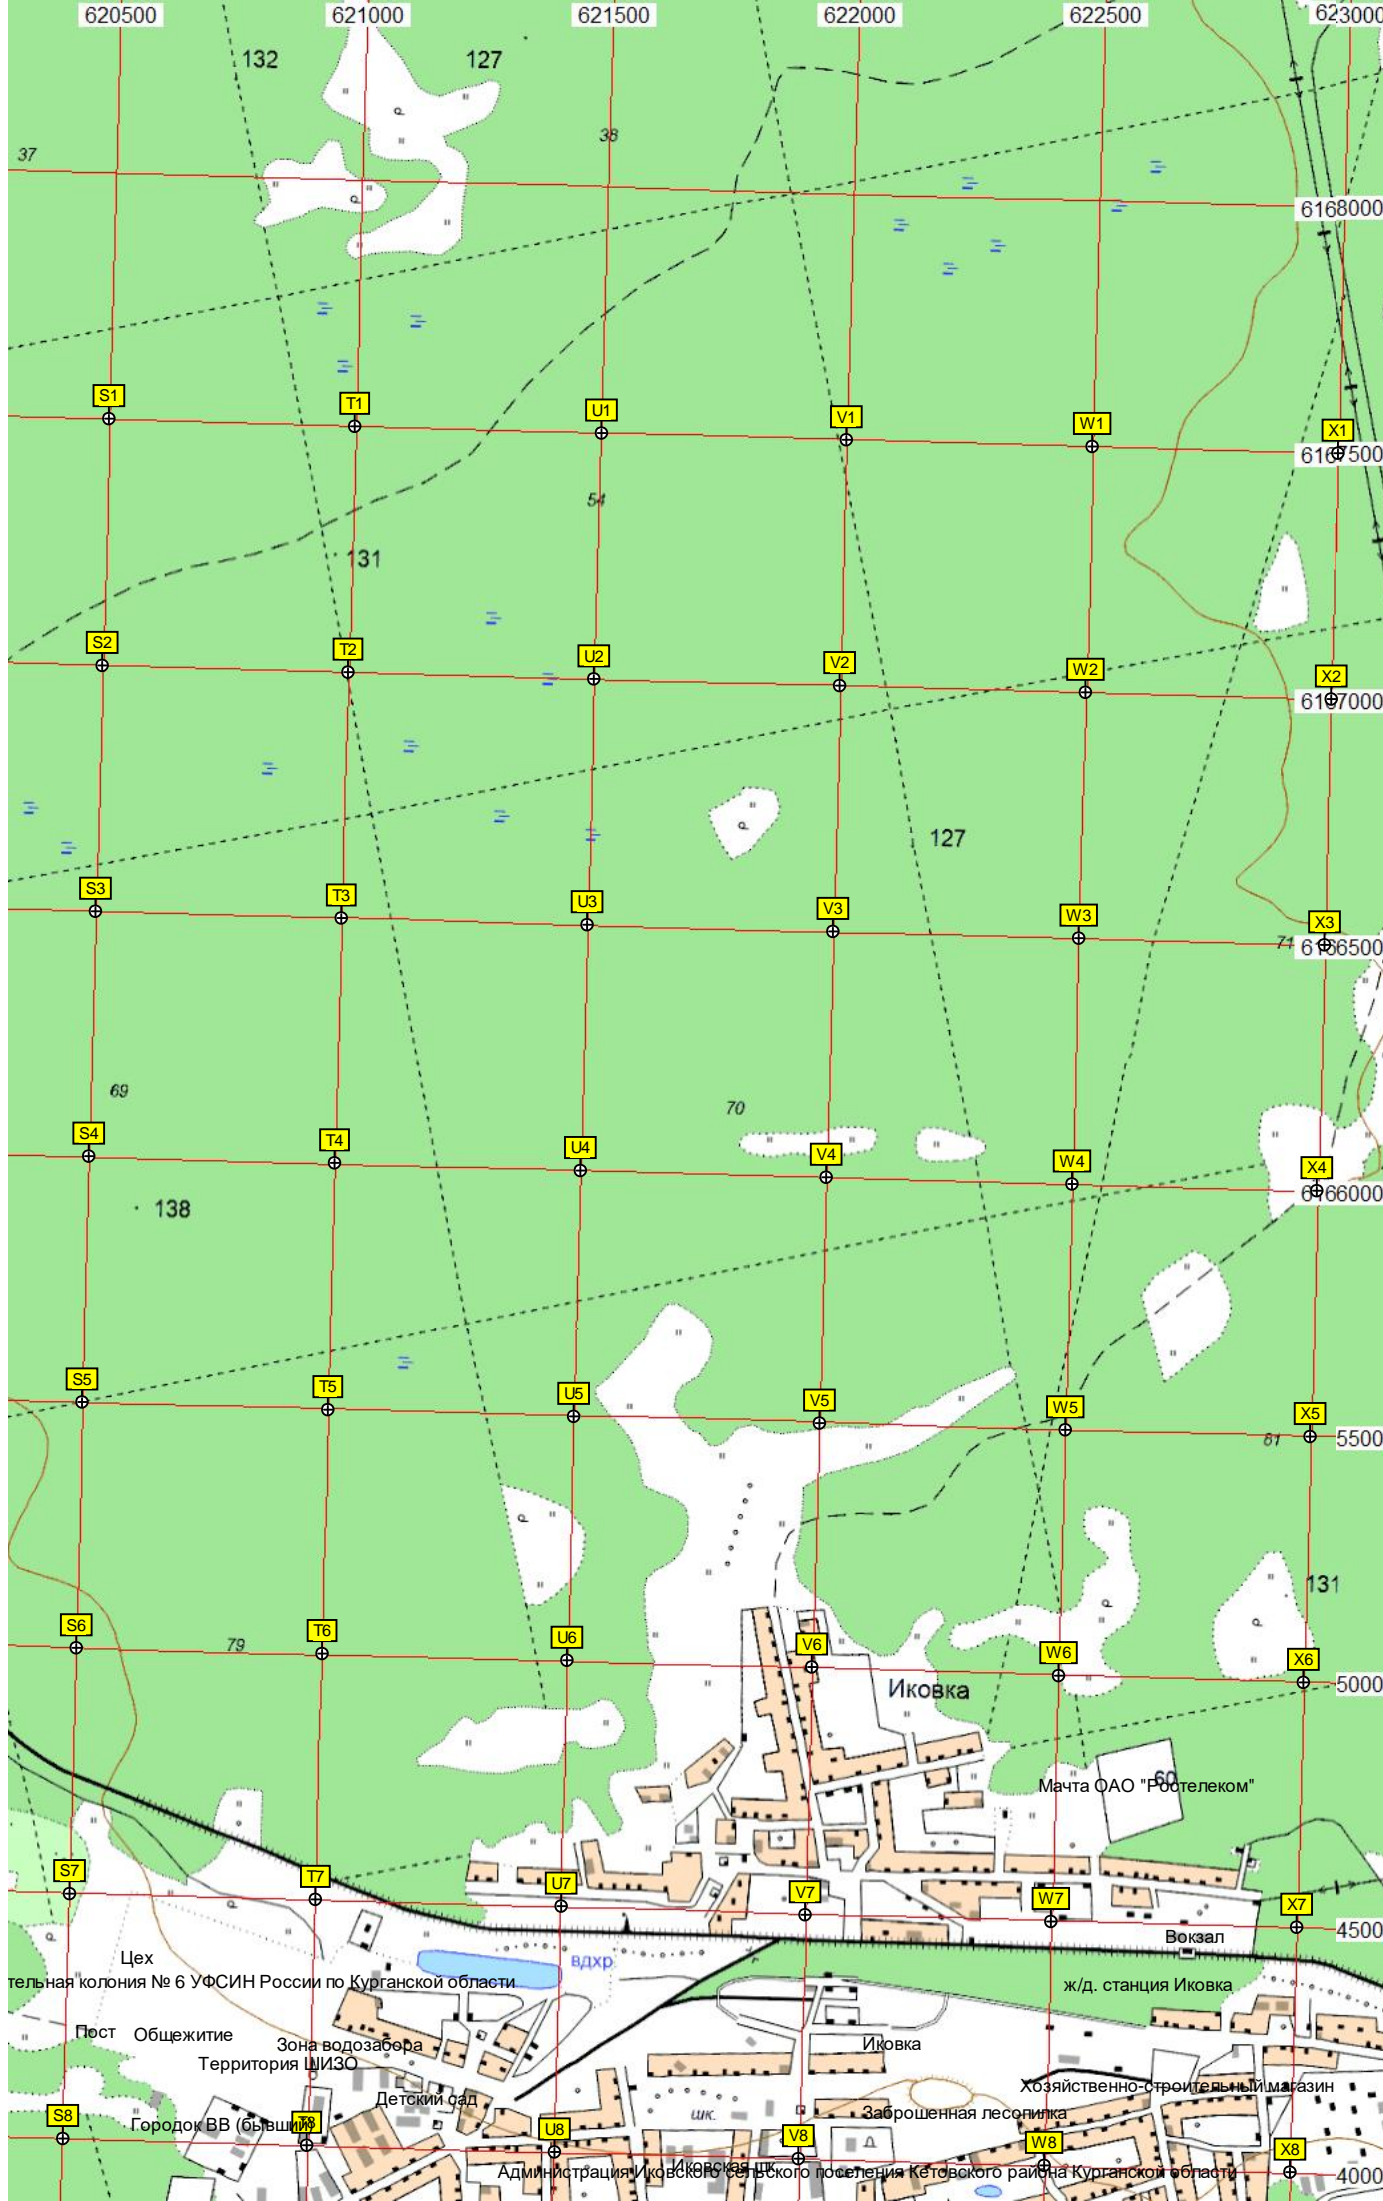 620500 621000 621500 622000 622500 623000
132 127
38
37
6168000
S1 T1 U1 V1 W1 X1
6167500
54
131
S2 T2 U2 V2 W2 X2
6167000
127
S3 T3 U3 V3 W3 X3
71 6166500
69 70
S4 T4 U4 V4 W4 X4
6166000
138
S5 T5 U5 V5 W5 X5
81 5500
131
S6 T6 U6 V6 W6 X6
79
Иковка 5000
60
Мачта ОАО "Ростелеком"
S7 T7 U7 V7 W7 X7
4500
Вокзал
Цех вдхр.
тельная колония № 6 УФСИН России по Курганской области ж/д. станция Иковка
Пост Общежитие
Зона водозабора Иковка
Территория ШИЗО
Хозяйственно-строительный магазин
Детский сад
шк. Заброшенная лесопилка
S8 Городок ВВ (бывший) T8 U8 V8 W8 X8
Иковская шк.
Администрация Иковского сельского поселения Кетовского района Курганской области
4000